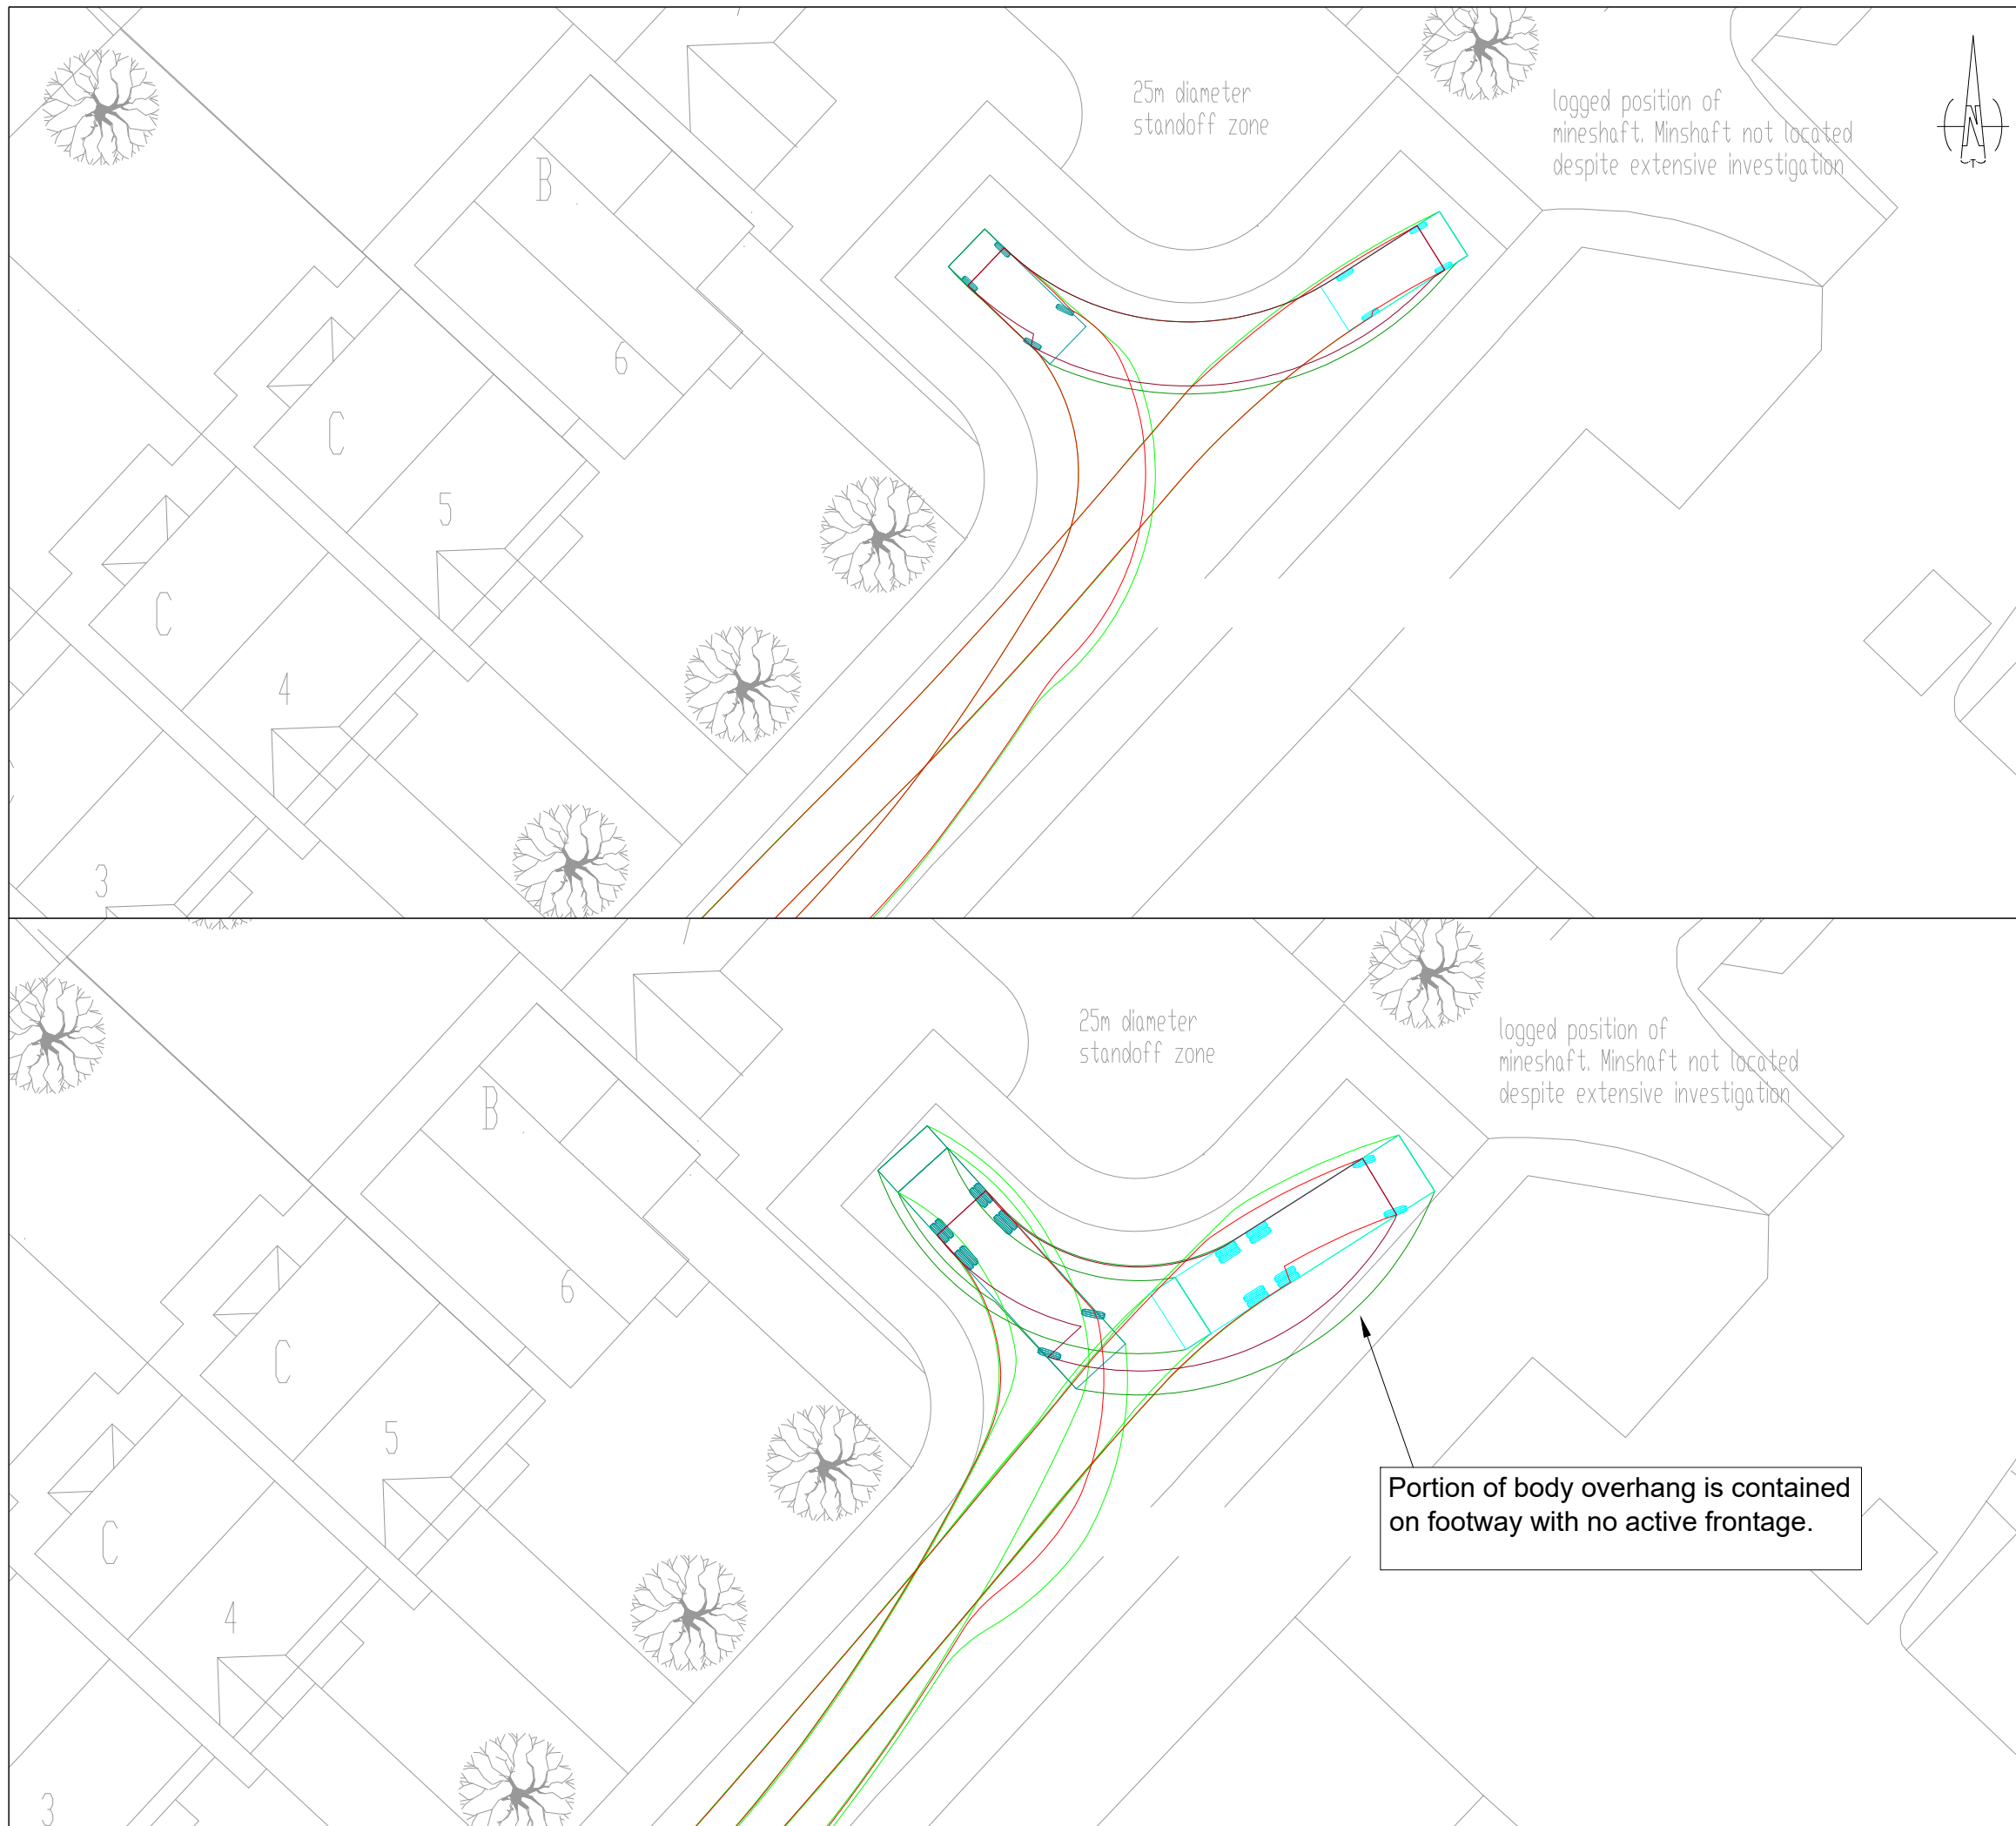 25m diameter
standoff zone
logged position of
mineshaft. Minshaft not located
despite extensive investigation
N
B
6
C
5
C
4
3
25m diameter
standoff zone
logged position of
mineshaft. Minshaft not located
despite extensive investigation
B
6
C
5
C
4
3
Portion of body overhang is contained
on footway with no active frontage.